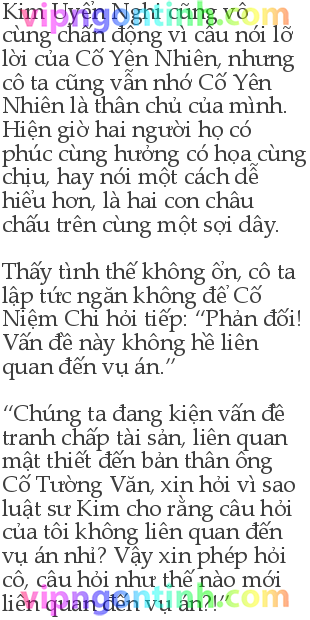 Kim Uyển Nghi cũng vô
cùng chấn động vì câu nói lỡ
lời của Cố Yên Nhiên, nhưng
cô ta cũng vẫn nhớ Cố Yên
Nhiên là thân chủ của mình.
Hiện giờ hai người họ có
phúc cùng hưởng có họa cùng
chịu, hay nói một cách dễ
hiểu hơn, là hai con châu
chấu trên cùng một sợi dây.
Thấy tình thế không ổn, cô ta
lập tức ngăn không để Cố
Niệm Chi hỏi tiếp: “Phản đối!
Vấn đề này không hề liên
quan đến vụ án.”
“Chúng ta đang kiện vấn đề
tranh chấp tài sản, liên quan
mật thiết đến bản thân ông
Cố Tường Văn, xin hỏi vì sao
luật sư Kim cho rằng câu hỏi
của tôi không liên quan đến
vụ án nhỉ? Vậy xin phép hỏi
cô, câu hỏi như thế nào mới
liên quan đến vụ án?!”
vipngontinh.com
vipngontinh.com